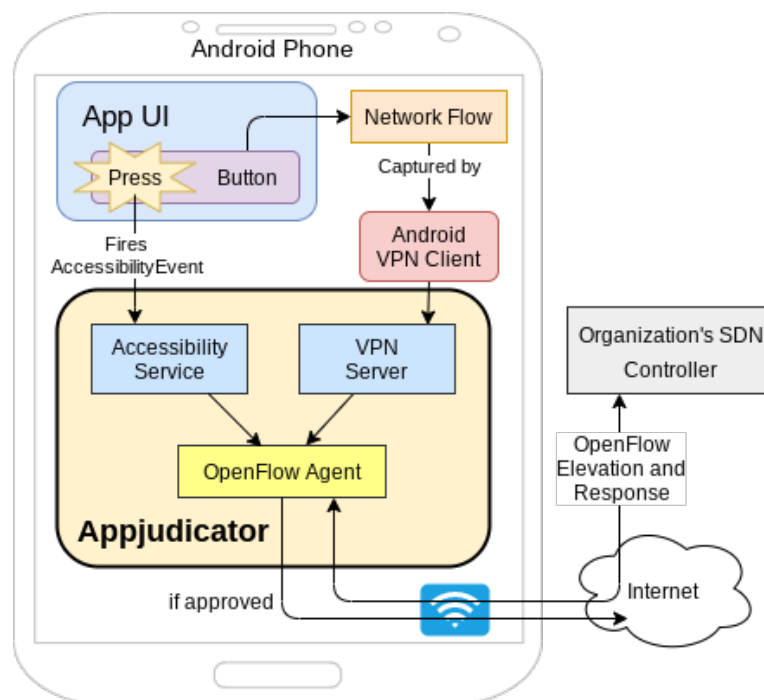 Android Phone
App UI
Press
Button
Network Flow
Captured by
Fires
AccessibilityEvent
Android
VPN Client
Accessibility
Service
VPN
Server
Organization's SDN
Controller
OpenFlow Agent
OpenFlow
Elevation and
Response
Appjudicator
if approved
Internet